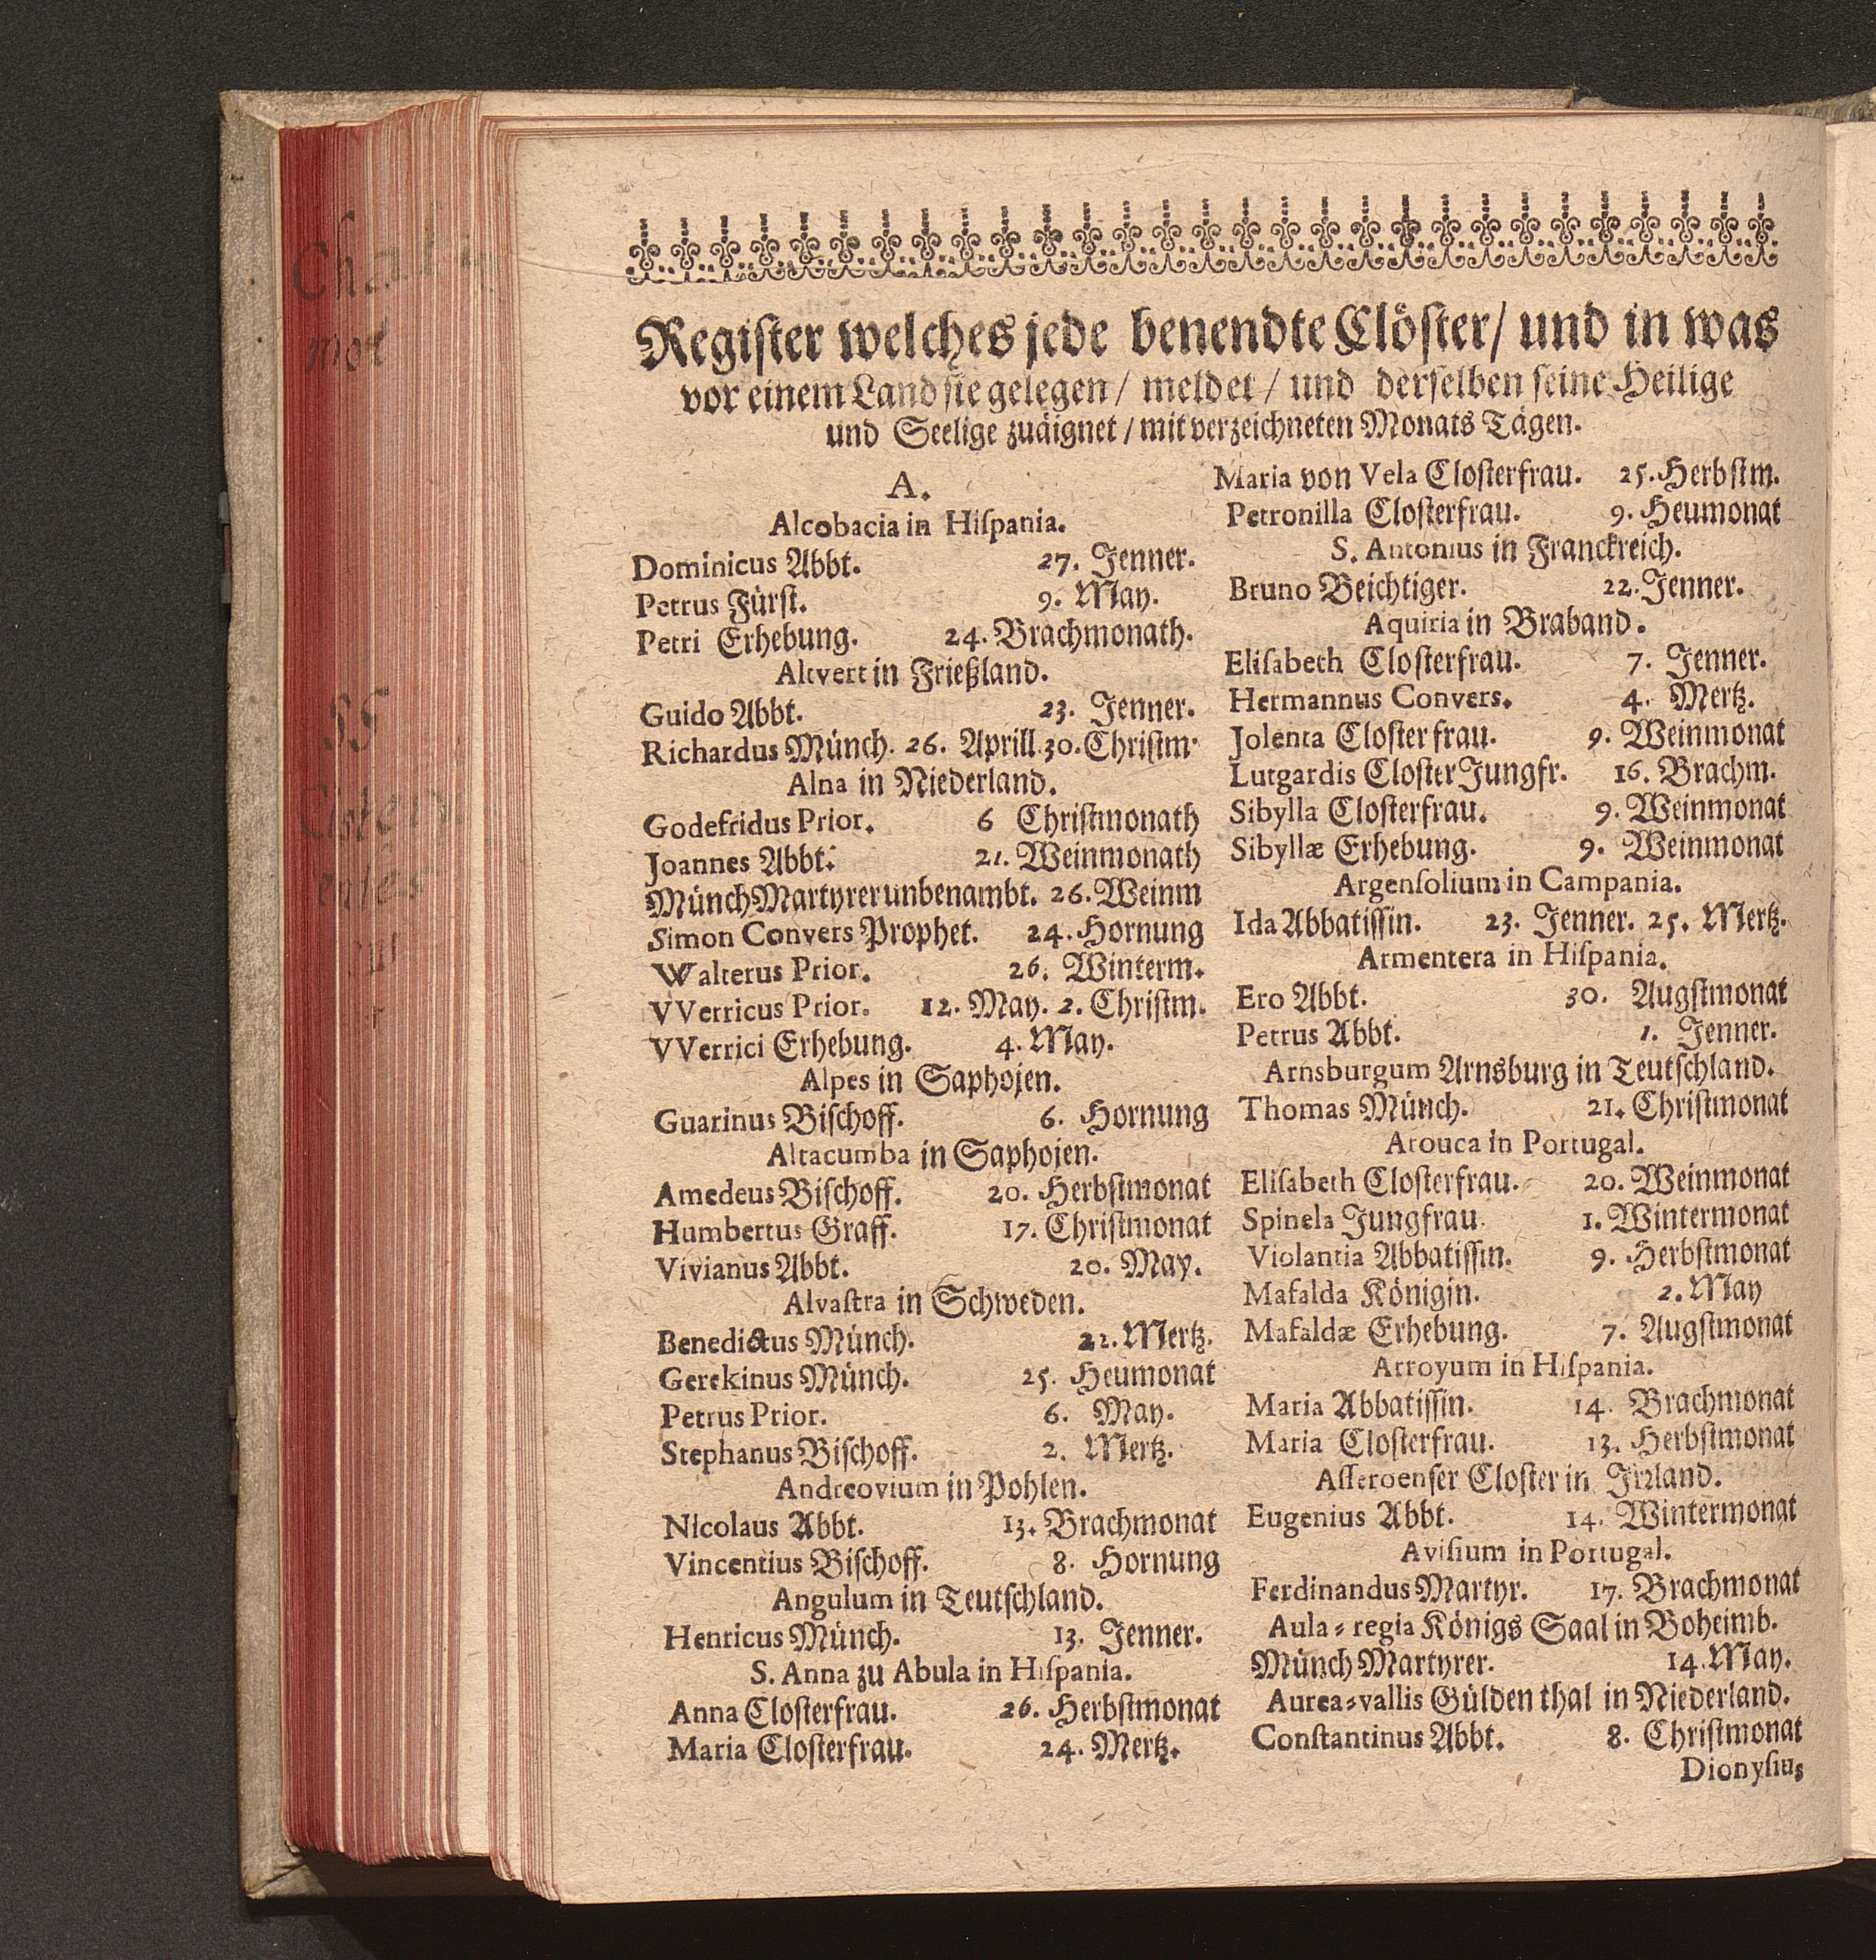 Regiſter welches jede benendte Clöſter/ und in was
vor einem Land ſie gelegen/ meldet/ und derſelben ſeine Heilige
und Seelige zuäignet/ mit verzeichneten Monats Tägen.
A.
Alcobacia in Hiſpania.
Dominicus Abbt. 27. Jenner.
Petrus Fürſt. 9. May.
Petri Erhebung. 24. Brachmonath.
Altvert in Frießland.
Guido Abbt. 23. Jenner.
Richardus Münch. 26. Aprill. 30. Chriſtm.
Alna in Niederland.
Godefridus Prior. 6 Chriſtmonath
Joannes Abbt. 21. Weinmonath
Münch Martyrer unbenambt. 26. Weinm
Simon Convers Prophet. 24. Hornung
Walterus Prior. 26. Winterm.
VVerricus Prior. 12. May. 2. Chriſtm.
VVerrici Erhebung. 4. May.
Alpes in Saphojen.
Guarinus Biſchoff. 6. Hornung
Altacumba in Saphojen.
Amedeus Biſchoff. 20. Herbſtmonat
Humbertus Graff. 17. Chriſtmonat
Vivianus Abbt. 20. May.
Alvaſtra in Schweden.
Benedictus Münch. 22. Mertz.
Gerekinus Münch. 25. Heumonat
Petrus Prior. 6. May.
Stephanus Biſchoff. 2. Mertz.
Andreovium in Pohlen.
Nicolaus Abbt. 13. Brachmonat
Vincentius Biſchoff. 8. Hornung
Angulum in Teutſchland.
Henricus Münch. 13. Jenner.
S. Anna zu Abula in Hiſpania.
Anna Cloſterfrau. 26. Herbſtmonat
Maria Cloſterfrau. 24. Mertz.
Maria von Vela Cloſterfrau. 25. Herbſtm.
Petronilla Cloſterfrau. 9. Heumonat
S. Antonius in Franckreich.
Bruno Beichtiger. 22. Jenner.
Aquiria in Braband.
Eliſabeth Cloſterfrau. 7. Jenner.
Hermannus Convers. 4. Mertz.
Jolenta Cloſterfrau. 9. Weinmonat
Lutgardis Cloſter Jungfr. 16. Brachm.
Sibylla Cloſterfrau. 9. Weinmonat
Sibyllæ Erhebung. 9. Weinmonat
Argenſolium in Campania.
Ida Abbatiſſin. 23. Jenner. 25. Mertz.
Armentera in Hiſpania.
Ero Abbt. 30. Augſtmonat
Petrus Abbt. 1. Jenner.
Arnsburgum Arnsburg in Teutſchland.
Thomas Münch. 21. Chriſtmonat
Arouca in Portugal.
Eliſabeth Cloſterfrau. 20. Weinmonat
Spinela Jungfrau. 1. Wintermonat
Violantia Abbatiſſin. 9. Herbſtmonat
Mafalda Königin. 2. May
Mafaldæ Erhebung. 7. Augſtmonat
Arroyum in Hiſpania.
Maria Abbatiſſin. 14. Brachmonat
Maria Cloſterfrau. 13. Herbſtmonat
Aſſeroenſer Cloſter in Irꝛland.
Eugenius Abbt. 14. Wintermonat
Aviſium in Portugal.
Ferdinandus Martyr. 17. Brachmonat
Aula⸗regia Königs Saal in Boheimb.
Münch Martyrer. 14. May.
Aurea⸗vallis Gülden thal in Niederland.
Conſtantinus Abbt. 8. Chriſtmonat
Dionyſius
mort
SS
Cisterci
enſes